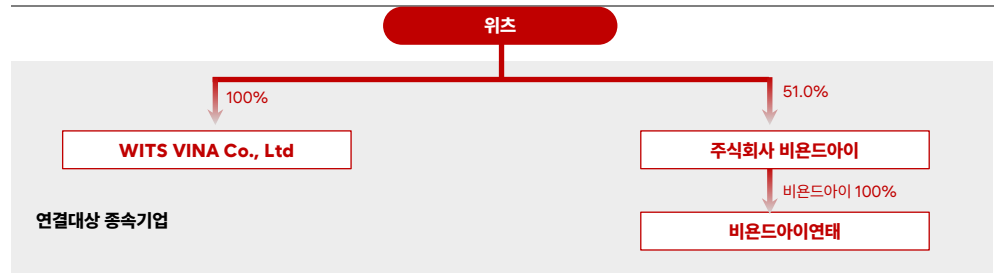 위츠
100%
51.0%
WITS VINA Co., Ltd
주식회사 비욘드아이
비욘드아이 100%
연결대상 종속기업
비욘드아이연태